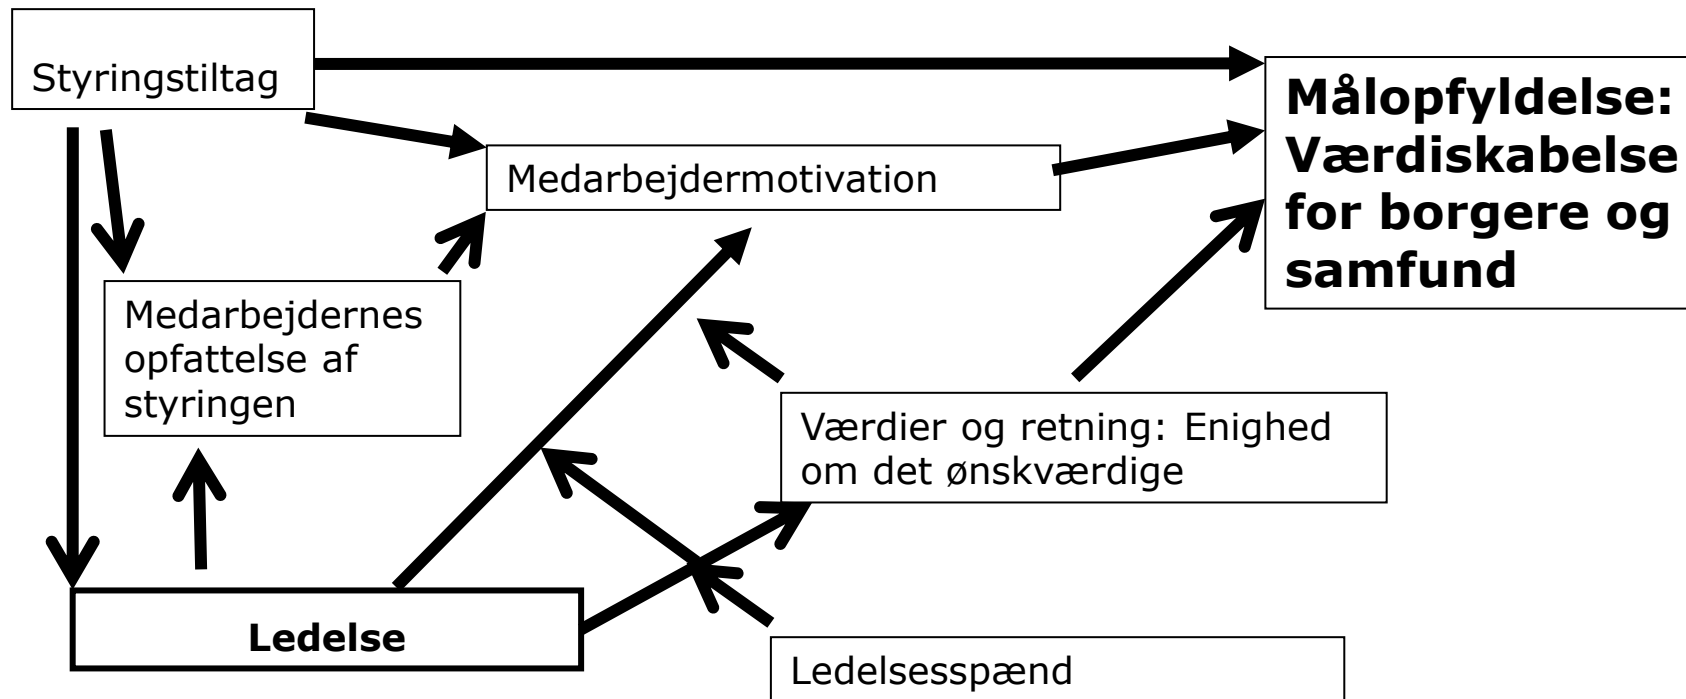 Styringstiltag
Målopfyldelse:
Værdiskabelse
for borgere og
samfund
Medarbejdermotivation
Medarbejdernes
opfattelse af
styringen
Værdier og retning: Enighed
om det ønskværdige
Ledelse
Ledelsesspænd